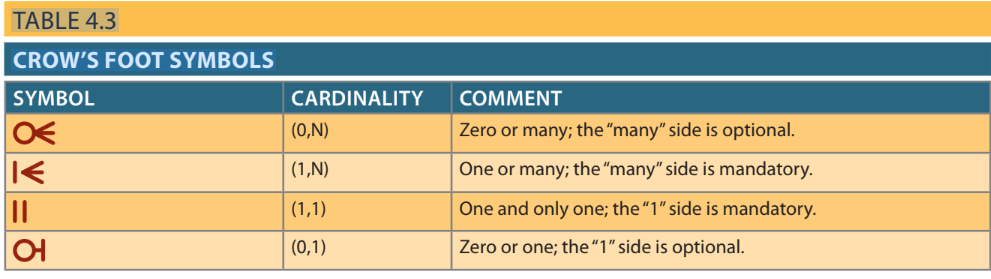 TABLE 4.3
CROW'S FOOT SYMBOLS
SYMBOL CARDINALITY COMMENT
(0,N) Zero or many; the “many” side is optional.
(1,N) One or many; the “many” side is mandatory.
(1,1) One and only one; the “1” side is mandatory.
(0,1) Zero or one; the “1” side is optional.